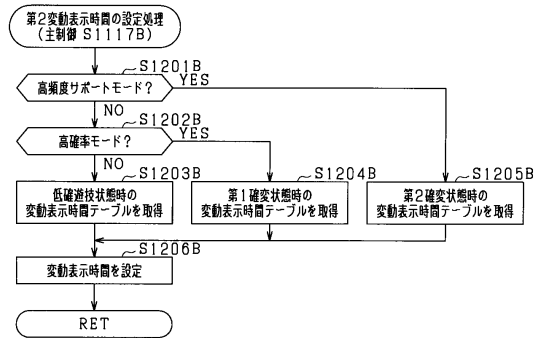 第2変動表示時間の設定処理
(主制御 S1117B)
S1201B
高頻度サポートモード?
YES
NO
S1202B
高確率モード?
YES
NO
S1203B
低確遊技状態時の
変動表示時間テーブルを取得
S1204B
第1確変状態時の
変動表示時間テーブルを取得
S1205B
第2確変状態時の
変動表示時間テーブルを取得
S1206B
変動表示時間を設定
RET